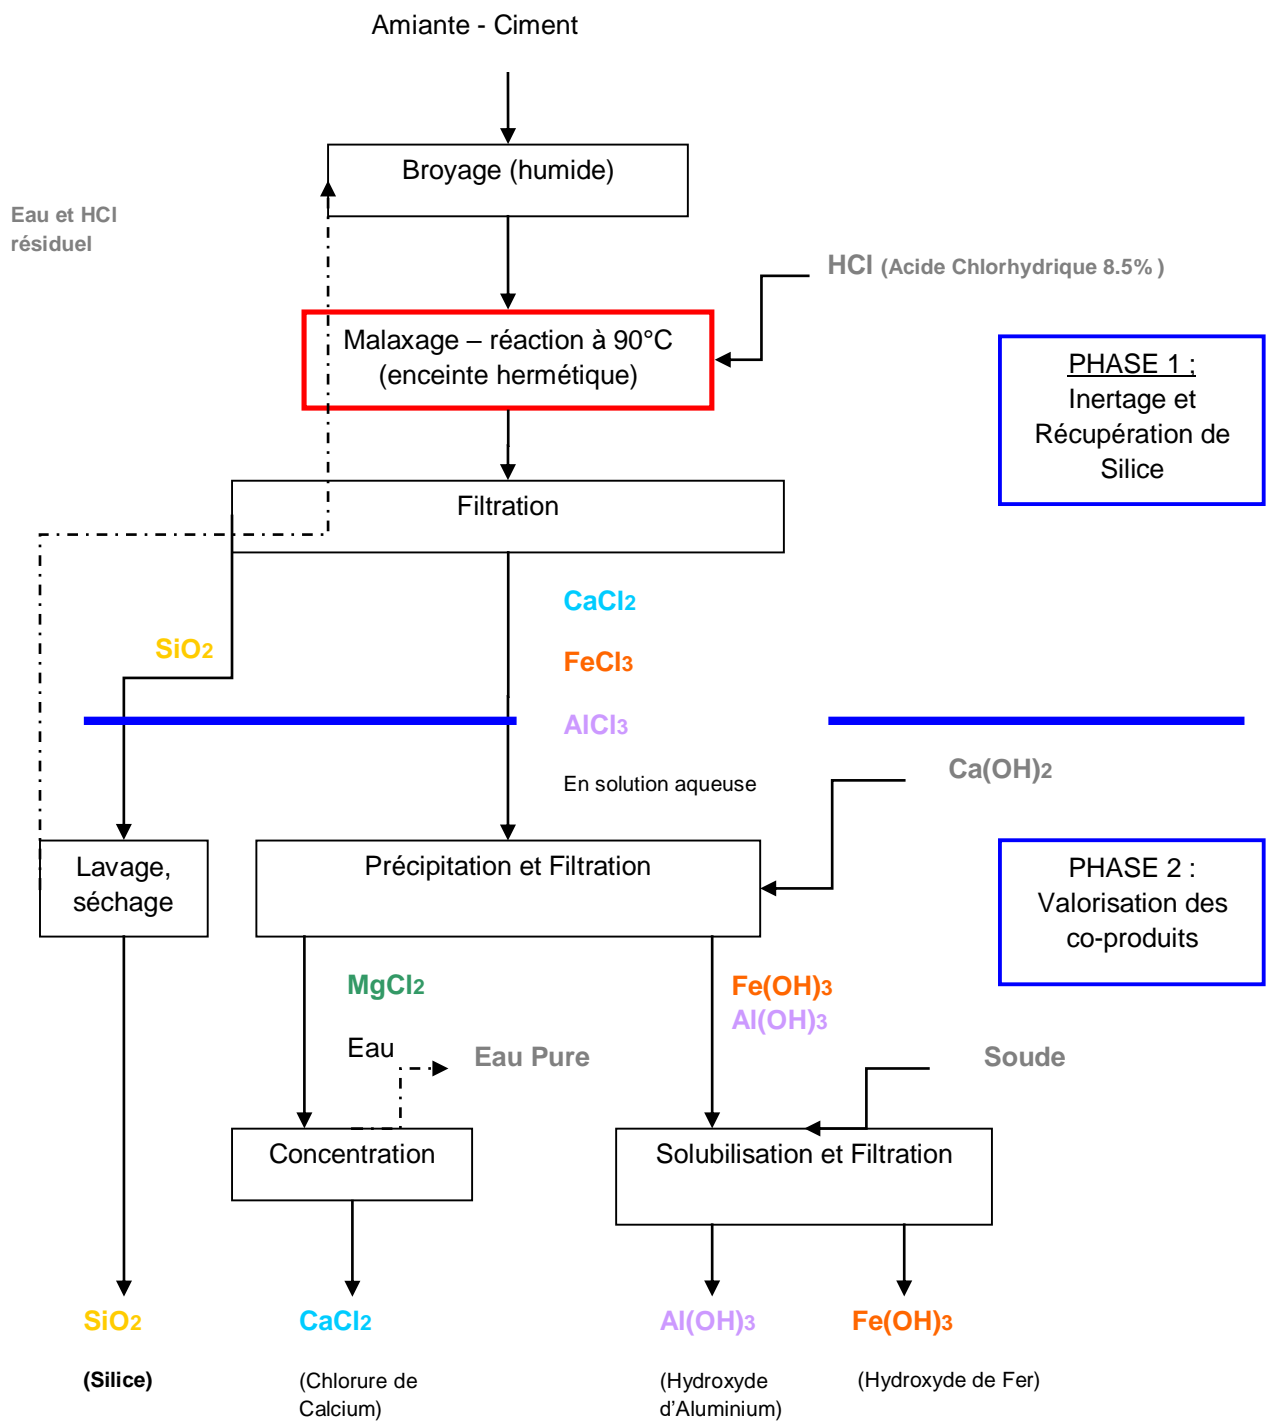 Amiante - Ciment
Broyage (humide)
Eau et HCl
résiduel
HCl (Acide Chlorhydrique 8.5% )
Malaxage – réaction à 90°C
(enceinte hermétique)
PHASE 1 :
Inertage et
Récupération de
Silice
Filtration
CaCl2
SiO2
FeCl3
AlCl3
En solution aqueuse
Ca(OH)2
Lavage,
séchage
Précipitation et Filtration
PHASE 2 :
Valorisation des
co-produits
MgCl2
Fe(OH)3
Al(OH)3
Eau
Eau Pure
Soude
Concentration
Solubilisation et Filtration
SiO2
CaCl2
Al(OH)3
Fe(OH)3
(Silice)
(Chlorure de
Calcium)
(Hydroxyde
d'Aluminium)
(Hydroxyde de Fer)